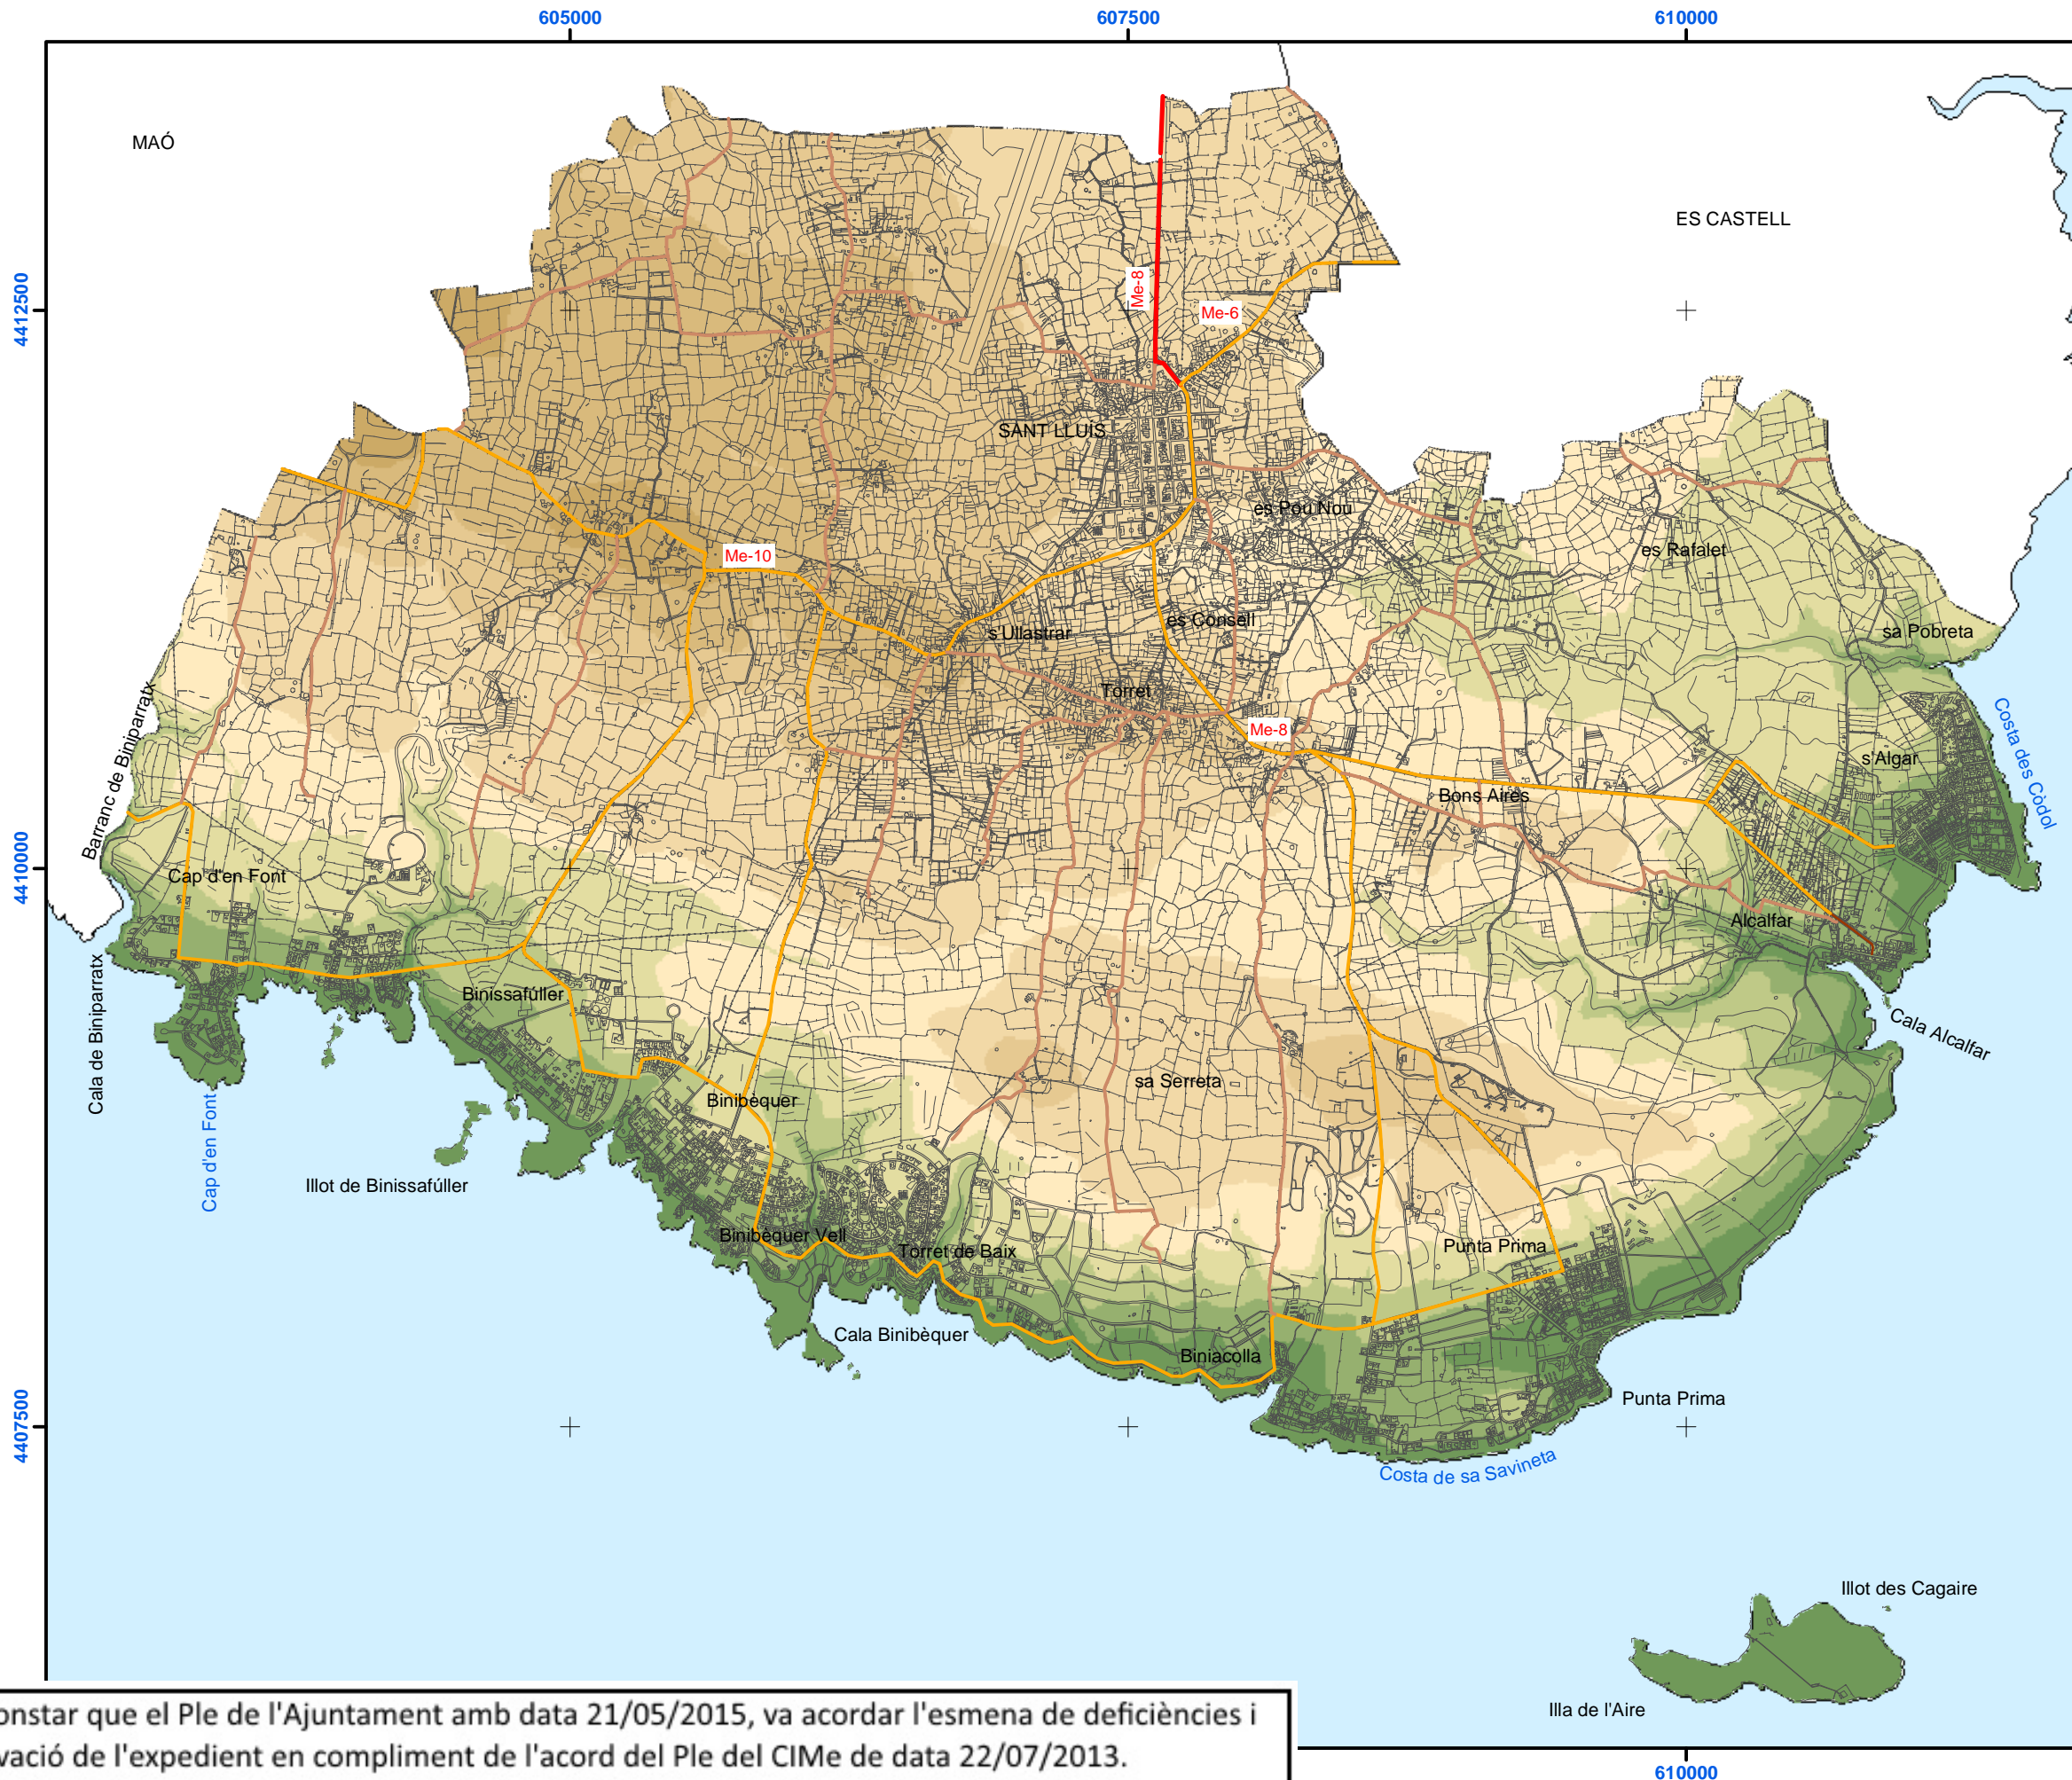 605000
607500
610000
MAÓ
ES CASTELL
4412500
Me-8
Me-6
SANT LLUÍS
es Pou Nou
es Rafalet
Me-10
s'Ullastrar
es Consell
sa Pobreta
Barranc de Biniparratx
Torret
Me-8
Costa des Còdol
s'Algar
Bons Aires
4410000
Cap d'en Font
Alcalfar
Cala de Biniparratx
Binissafúller
Cala Alcalfar
sa Serreta
Binibèquer
Cap d'en Font
Illot de Binissafúller
Binibèquer Vell
Torret de Baix
Punta Prima
Cala Binibèquer
Biniacolla
Punta Prima
4407500
Costa de sa Savineta
Illot des Cagaire
Illa de l'Aire
onstar que el Ple de l'Ajuntament amb data 21/05/2015, va acordar l'esmena de deficiències i
vació de l'expedient en compliment de l'acord del Ple del CIMe de data 22/07/2013.
610000